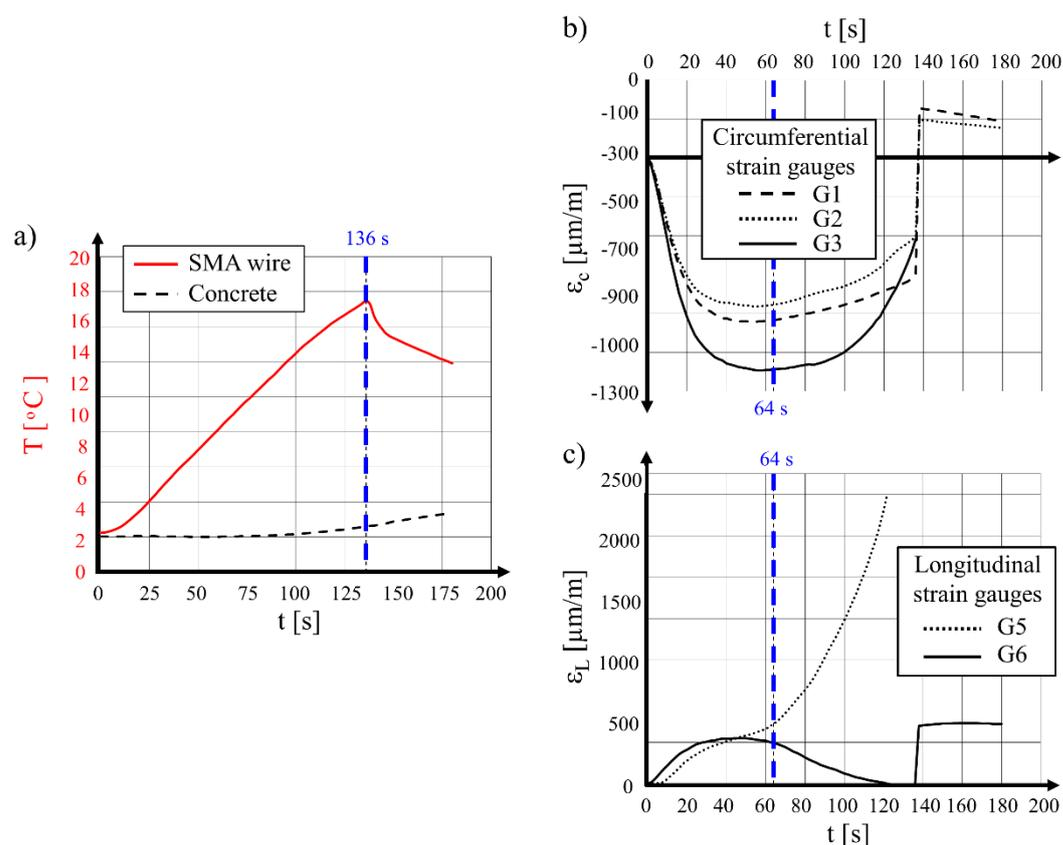 a)
136 s
SMA wire
Concrete
T [ºC]
20
18
16
14
12
10
8
6
4
2
0
0 25 50 75 100 125 150 175 200
t [s]
b)
t [s]
0 20 40 60 80 100 120 140 160 180 200
0
-100
-300
-500
-700
-900
-1000
-1300
εc [µm/m]
Circumferential
strain gauges
G1
G2
G3
64 s
c)
64 s
2500
2000
1500
1000
500
0
εL [µm/m]
Longitudinal
strain gauges
G5
G6
0 20 40 60 80 100 120 140 160 180 200
t [s]